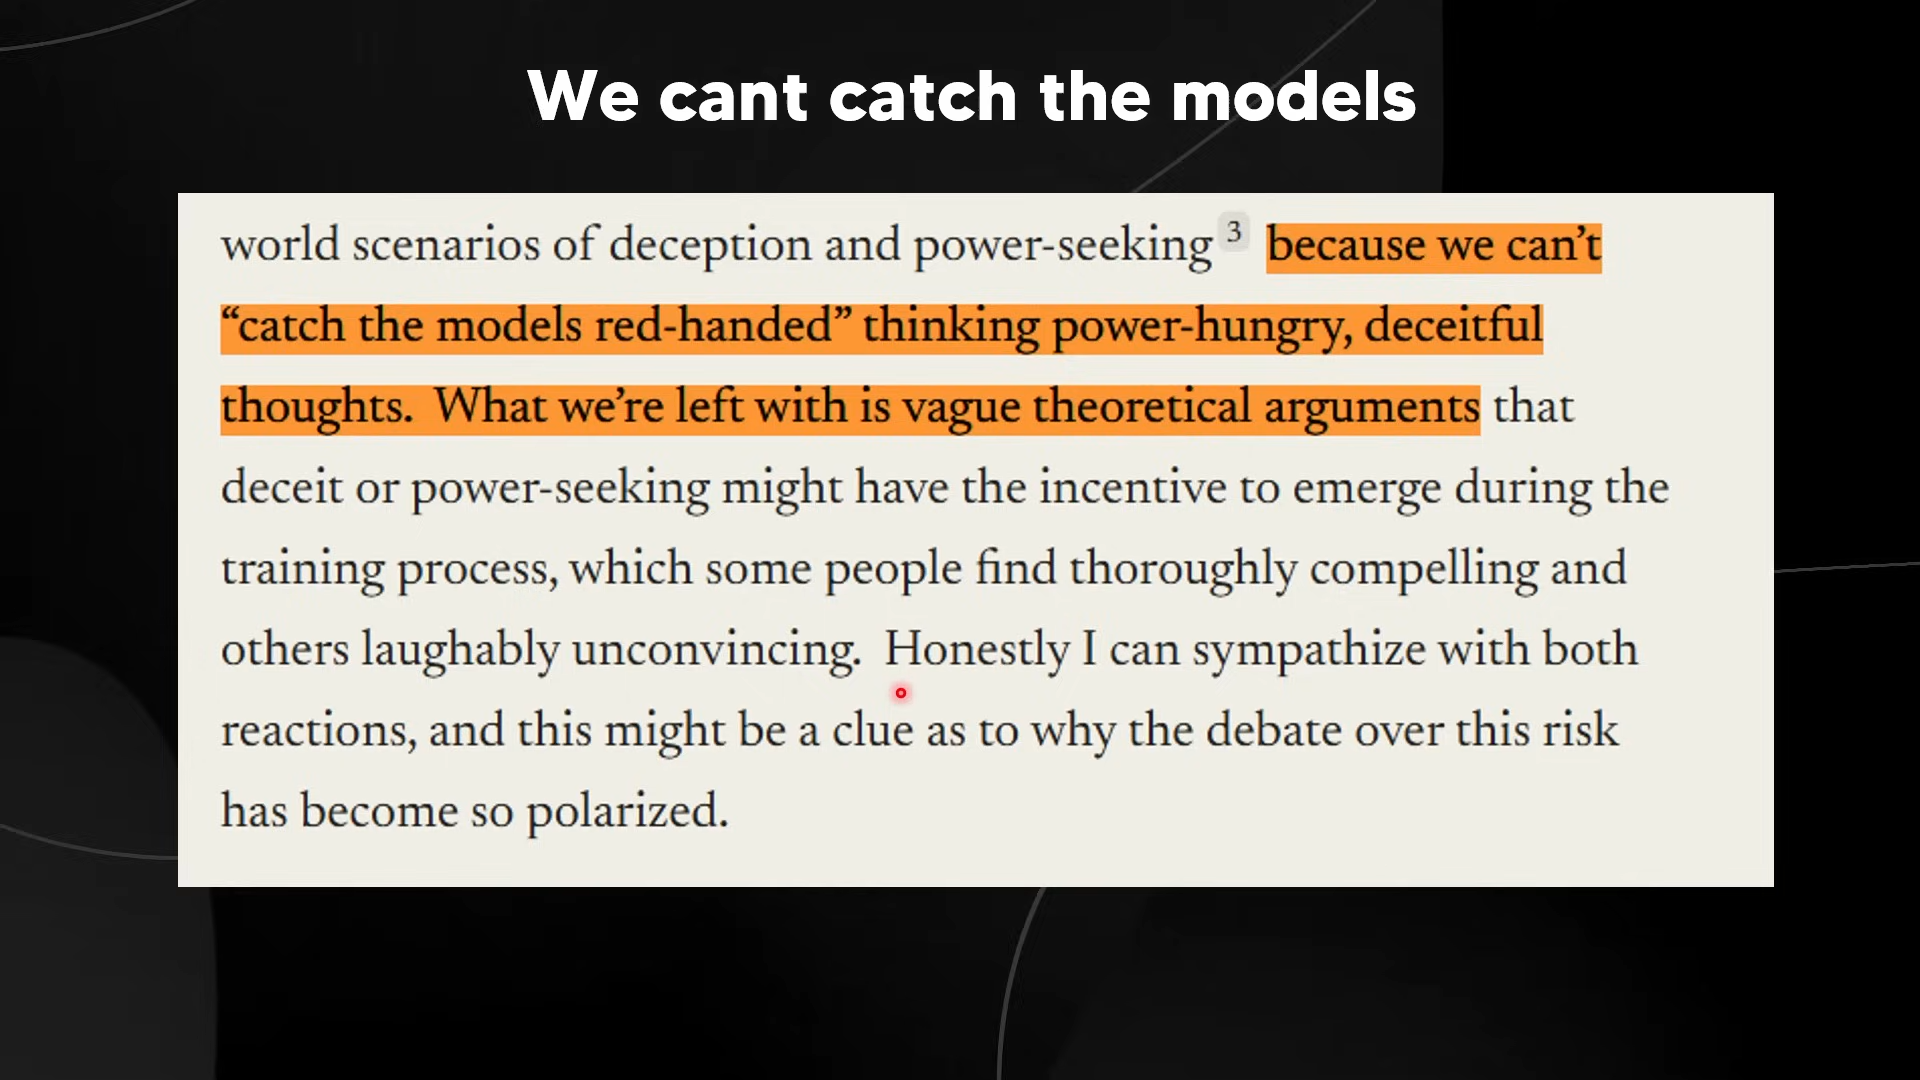 We cant catch the models
world scenarios of deception and power-seeking 3 because we can’t
“catch the models red-handed” thinking power-hungry, deceitful
thoughts.  What we’re left with is vague theoretical arguments that
deceit or power-seeking might have the incentive to emerge during the
training process, which some people find thoroughly compelling and
others laughably unconvincing.  Honestly I can sympathize with both
reactions, and this might be a clue as to why the debate over this risk
has become so polarized.